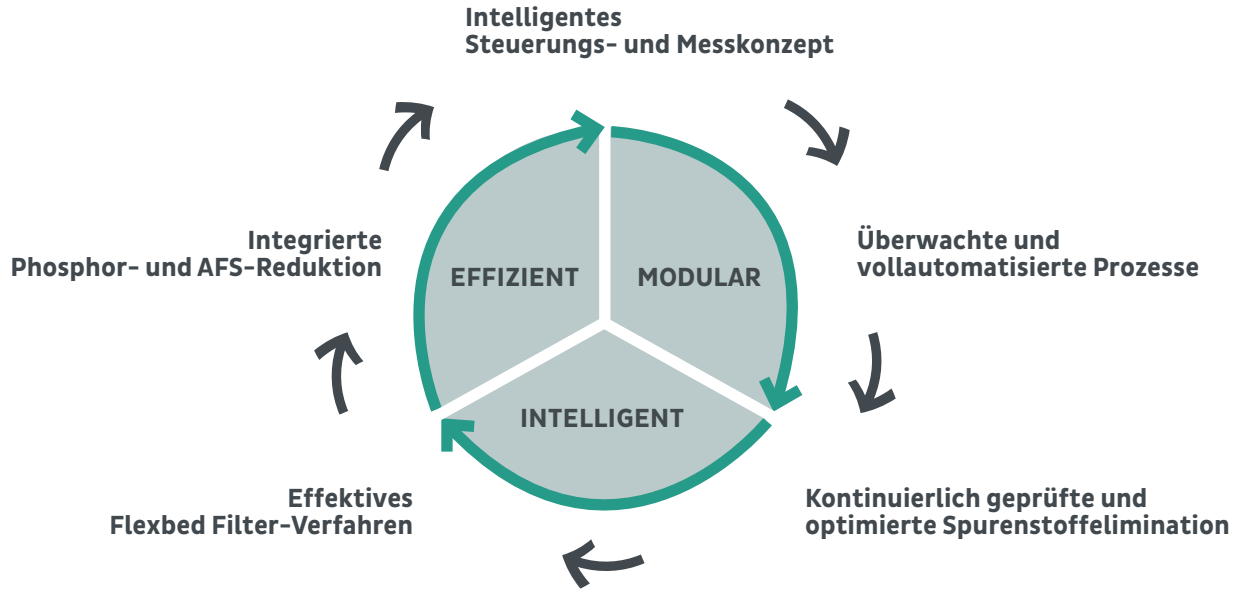 Intelligentes
Steuerungs- und Messkonzept
Integrierte
Phosphor- und AFS-Reduktion
Überwachte und
vollautomatisierte Prozesse
EFFIZIENT
MODULAR
INTELLIGENT
Effektives
Flexbed Filter-Verfahren
Kontinuierlich geprüfte und
optimierte Spurenstoffelimination